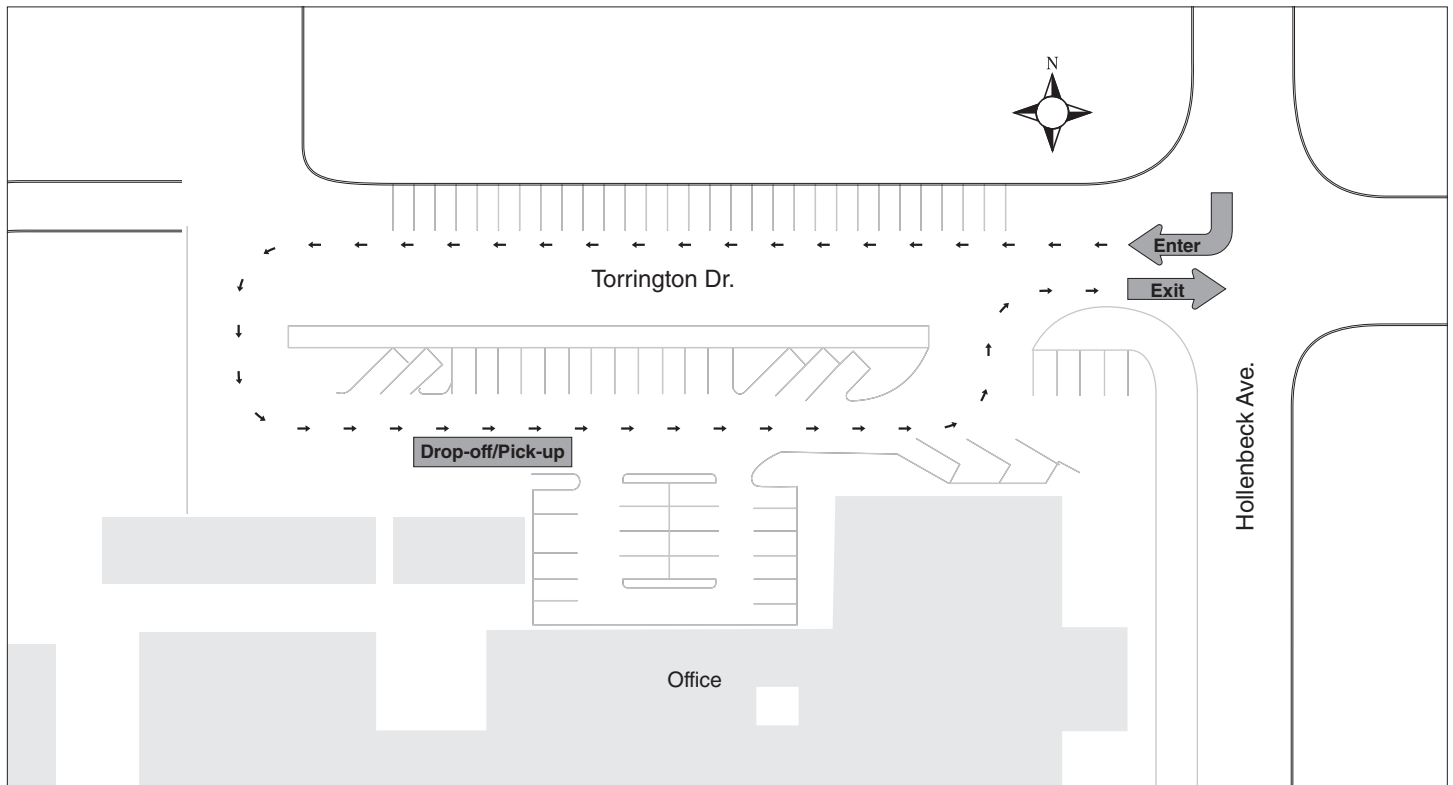 N
Enter
Torrington Dr.
Exit
Hollenbeck Ave.
Drop-off/Pick-up
Office